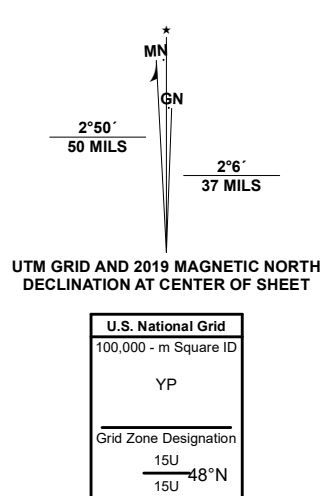 ★
MN
GN
2°50´
50 MILS
2°6´
37 MILS
UTM GRID AND 2019 MAGNETIC NORTH
DECLINATION AT CENTER OF SHEET
U.S. National Grid
100,000 - m Square ID
YP
Grid Zone Designation
15U
48°N
15U